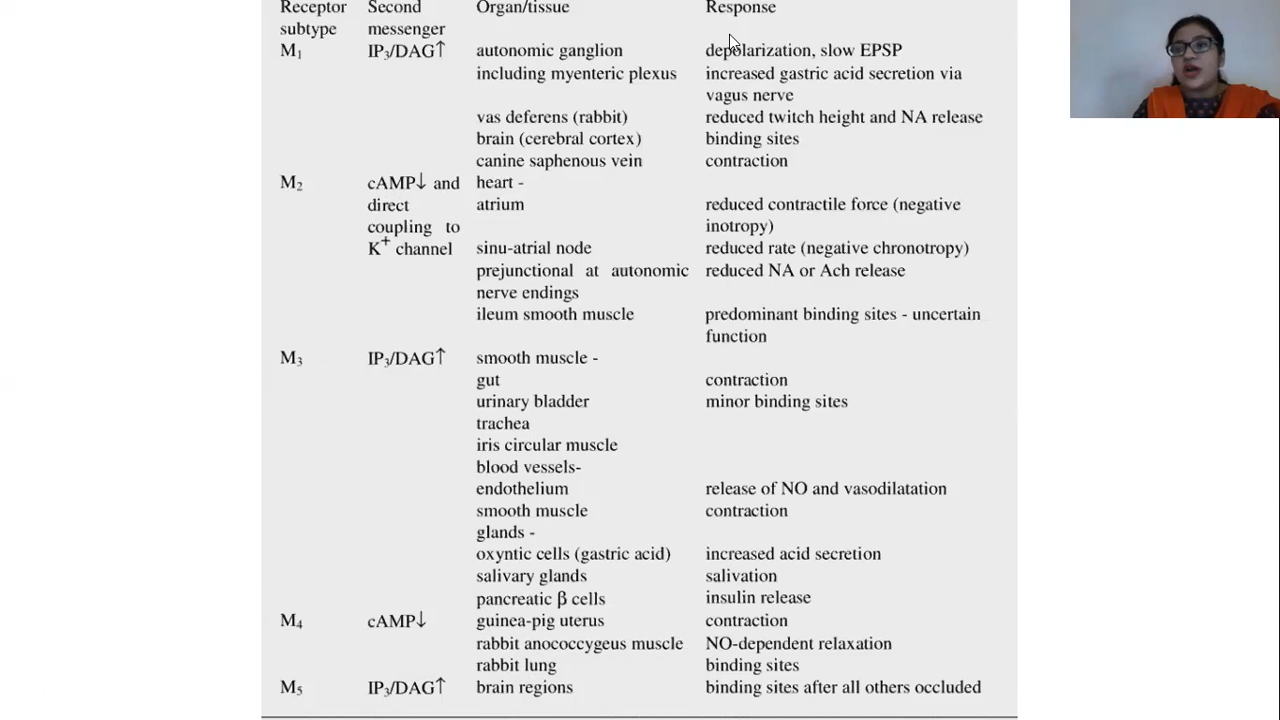 Receptor Second Organ/tissue Response
subtype messenger
M1 IP3/DAG↑ autonomic ganglion depolarization, slow EPSP
including myenteric plexus increased gastric acid secretion via
vagus nerve
vas deferens (rabbit) reduced twitch height and NA release
brain (cerebral cortex) binding sites
canine saphenous vein contraction
M2 cAMP↓ and heart -
direct atrium reduced contractile force (negative
coupling to inotropy)
K+ channel sinu-atrial node reduced rate (negative chronotropy)
prejunctional at autonomic reduced NA or Ach release
nerve endings
ileum smooth muscle predominant binding sites - uncertain
function
M3 IP3/DAG↑ smooth muscle -
gut contraction
urinary bladder minor binding sites
trachea
iris circular muscle
blood vessels-
endothelium release of NO and vasodilatation
smooth muscle contraction
glands -
oxyntic cells (gastric acid) increased acid secretion
salivary glands salivation
pancreatic β cells insulin release
M4 cAMP↓ guinea-pig uterus contraction
rabbit anococcygeus muscle NO-dependent relaxation
rabbit lung binding sites
M5 IP3/DAG↑ brain regions binding sites after all others occluded